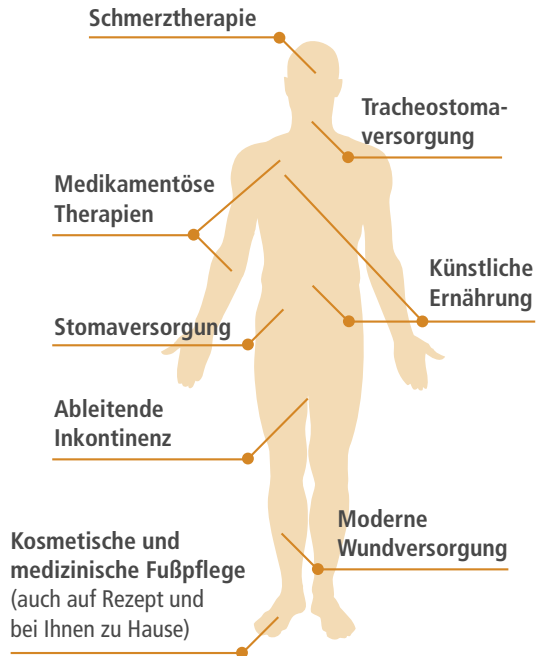 Schmerztherapie
Tracheostoma-
versorgung
Medikamentöse
Therapien
Künstliche
Ernährung
Stomaversorgung
Ableitende
Inkontinenz
Moderne
Wundversorgung
Kosmetische und
medizinische Fußpflege
(auch auf Rezept und
bei Ihnen zu Hause)